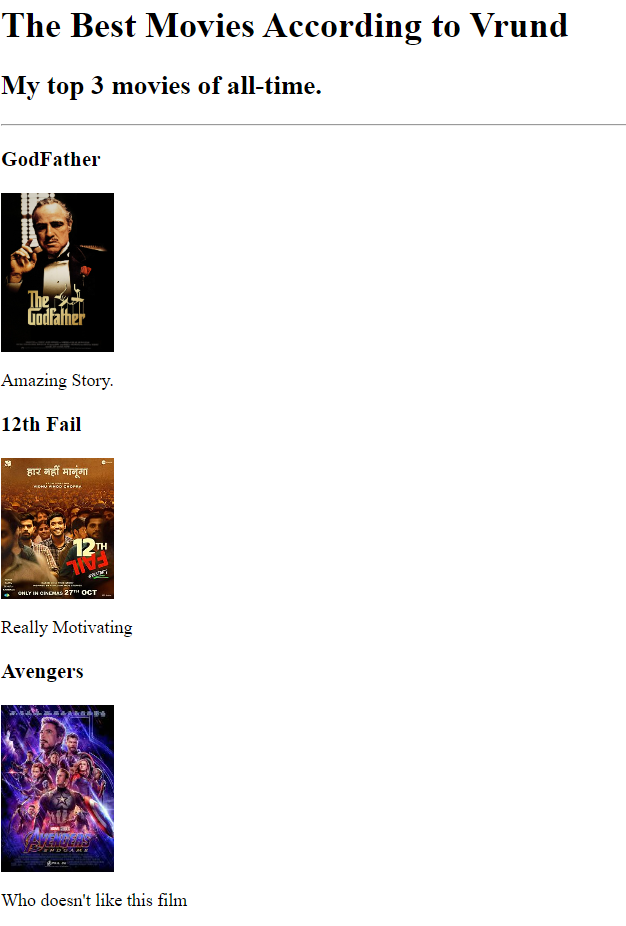 The Best Movies According to Vrund
My top 3 movies of all-time.
GodFather
The
Godfather
Amazing Story.
12th Fail
हार नहीं मानूंगा
VIDHU VINOD CHOPRA
12TH
FAIL
ONLY IN CINEMAS 27TH OCT
Really Motivating
Avengers
AVENGERS
ENDGAME
Who doesn't like this film